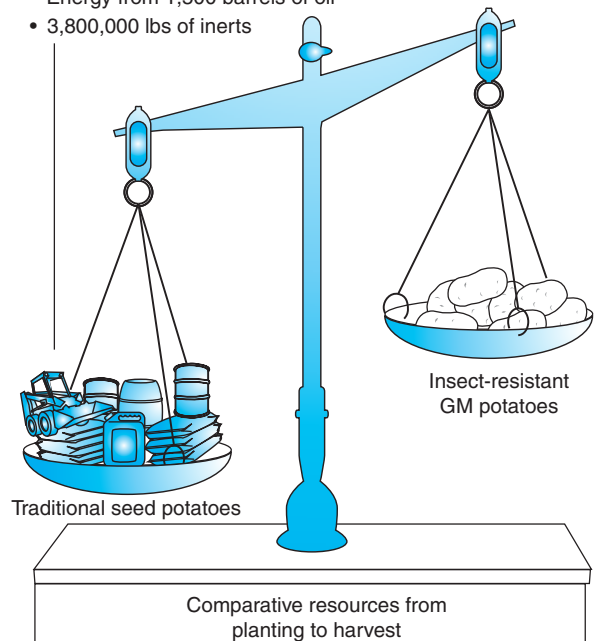 • 3,800,000 lbs of inerts
Insect-resistant
GM potatoes
Traditional seed potatoes
Comparative resources from
planting to harvest